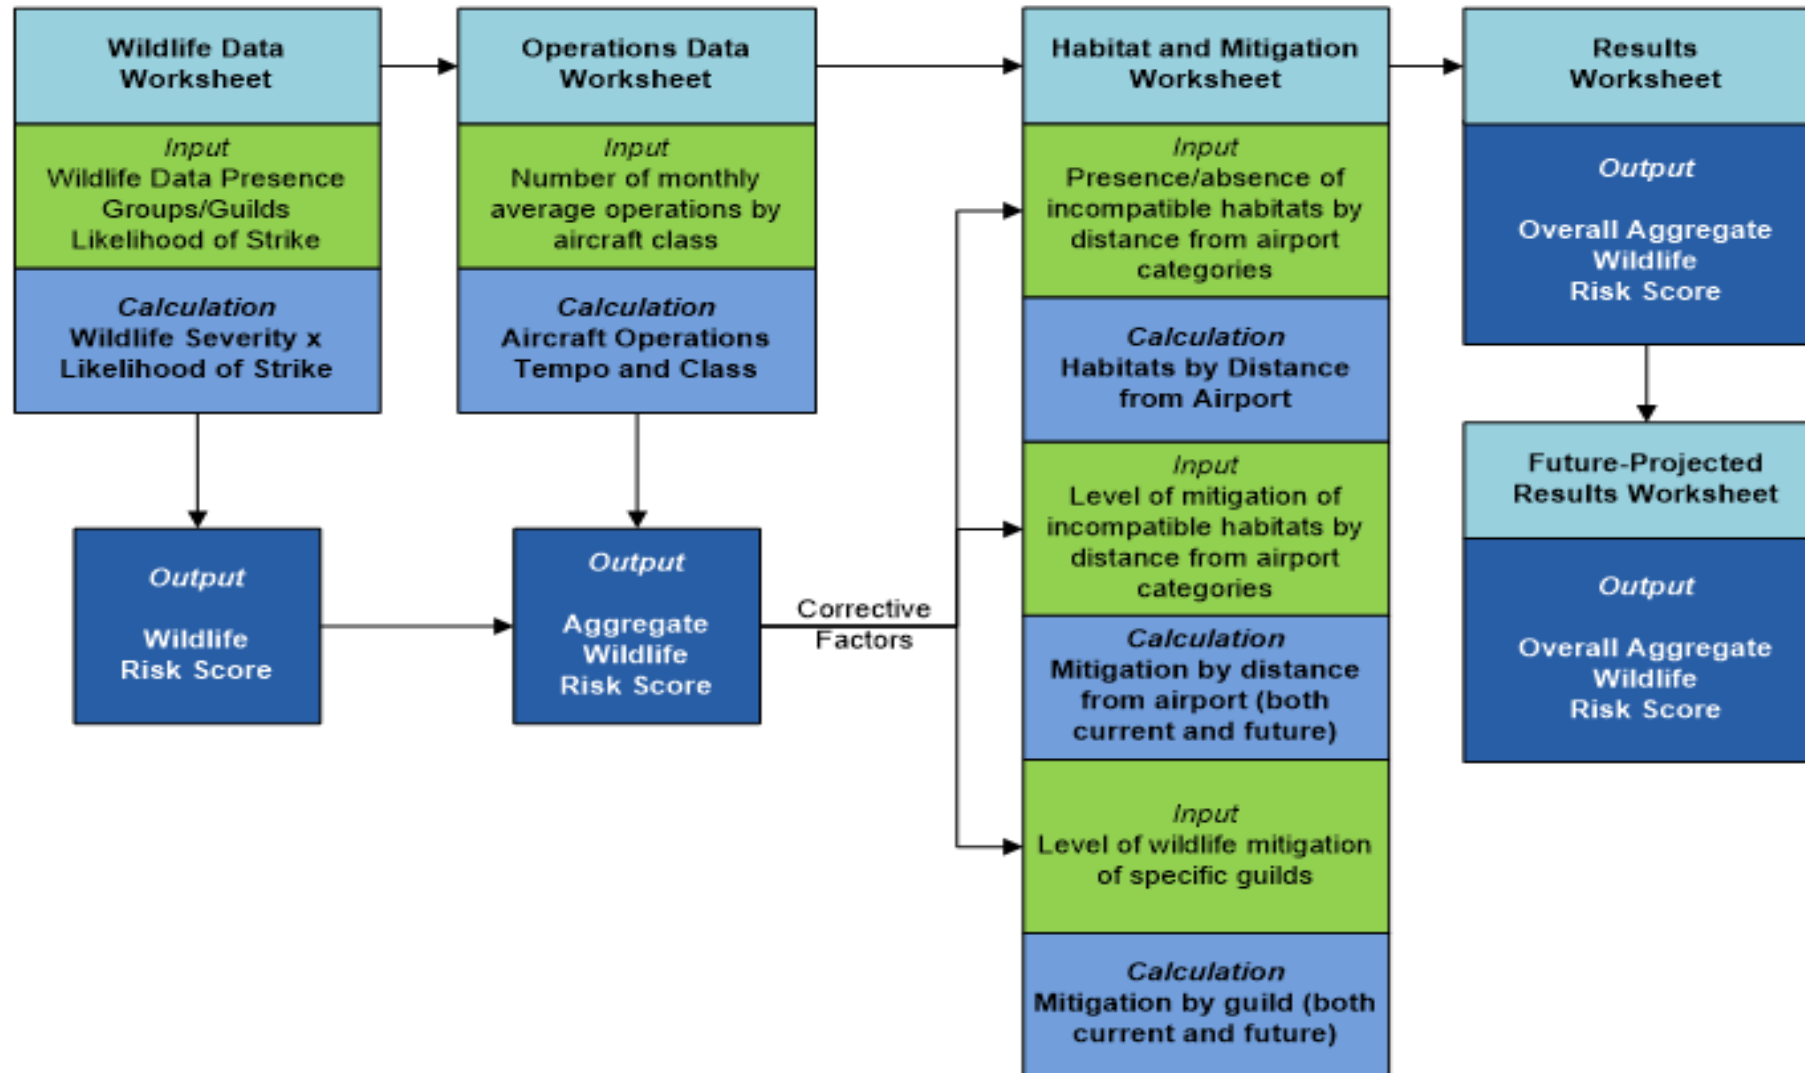 Wildlife Data
Worksheet
Input
Wildlife Data Presence
Groups/Guilds
Likelihood of Strike
Calculation
Wildlife Severity x
Likelihood of Strike
Output
Wildlife
Risk Score
Operations Data
Worksheet
Input
Number of monthly
average operations by
aircraft class
Calculation
Aircraft Operations
Tempo and Class
Output
Aggregate
Wildlife
Risk Score
Corrective
Factors
Habitat and Mitigation
Worksheet
Input
Presence/absence of
incompatible habitats by
distance from airport
categories
Calculation
Habitats by Distance
from Airport
Input
Level of mitigation of
incompatible habitats by
distance from airport
categories
Calculation
Mitigation by distance
from airport (both
current and future)
Input
Level of wildlife mitigation
of specific guilds
Calculation
Mitigation by guild (both
current and future)
Results
Worksheet
Output
Overall Aggregate
Wildlife
Risk Score
Future-Projected
Results Worksheet
Output
Overall Aggregate
Wildlife
Risk Score